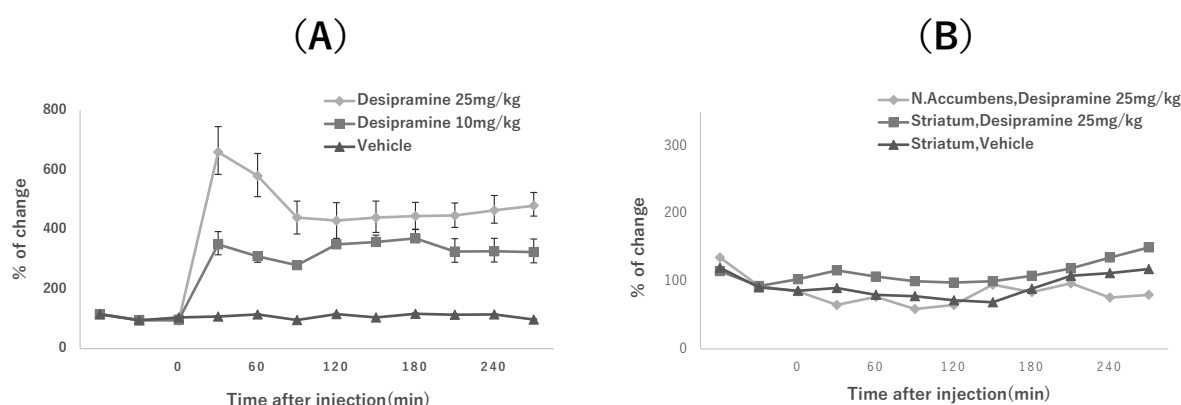 (A)
Desipramine 25mg/kg
Desipramine 10mg/kg
Vehicle
% of change
800
600
400
200
0
0 60 120 180 240
Time after injection(min)
(B)
N.Accumbens,Desipramine 25mg/kg
Striatum,Desipramine 25mg/kg
Striatum,Vehicle
% of change
300
200
100
0
0 60 120 180 240
Time after injection(min)